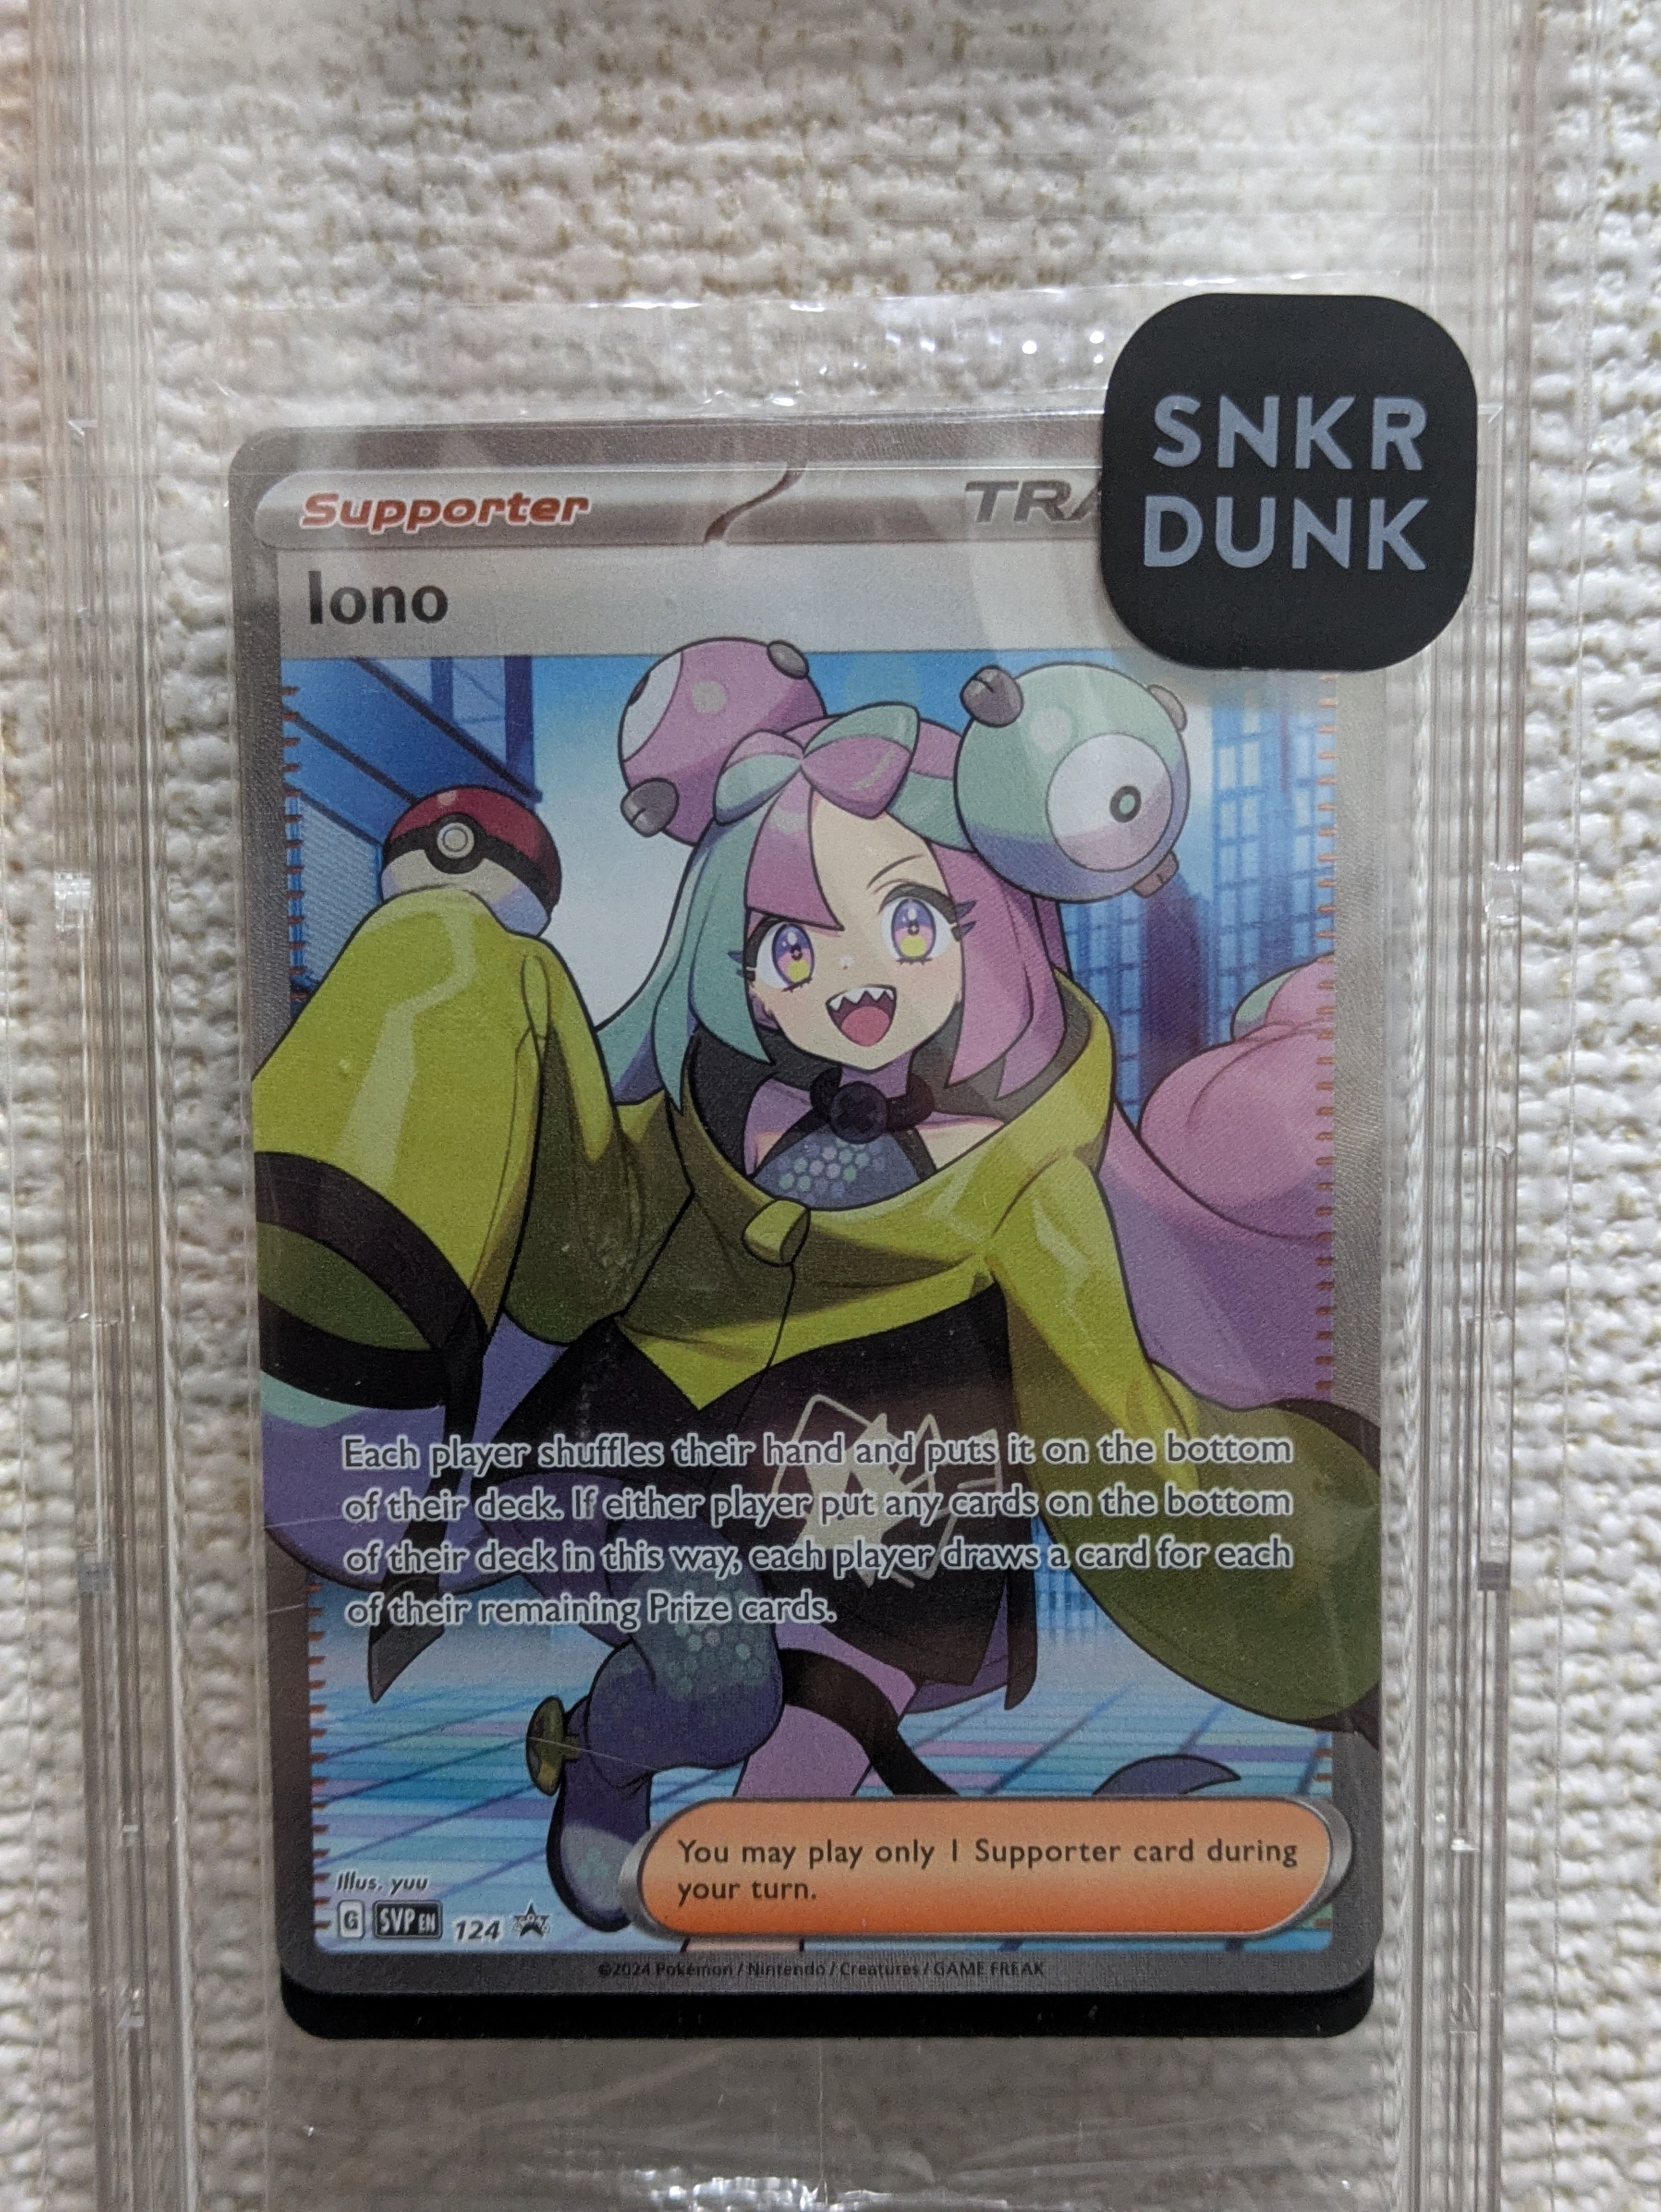 SNKR
DUNK
Supporter
TRA
Iono
Each player shuffles their hand and puts it on the bottom
of their deck. If either player put any cards on the bottom
of their deck in this way, each player draws a card for each
of their remaining Prize cards.
You may play only 1 Supporter card during
your turn.
Illus. yuu
G SVP EN 124
©2024 Pokémon / Nintendo / Creatures / GAME FREAK